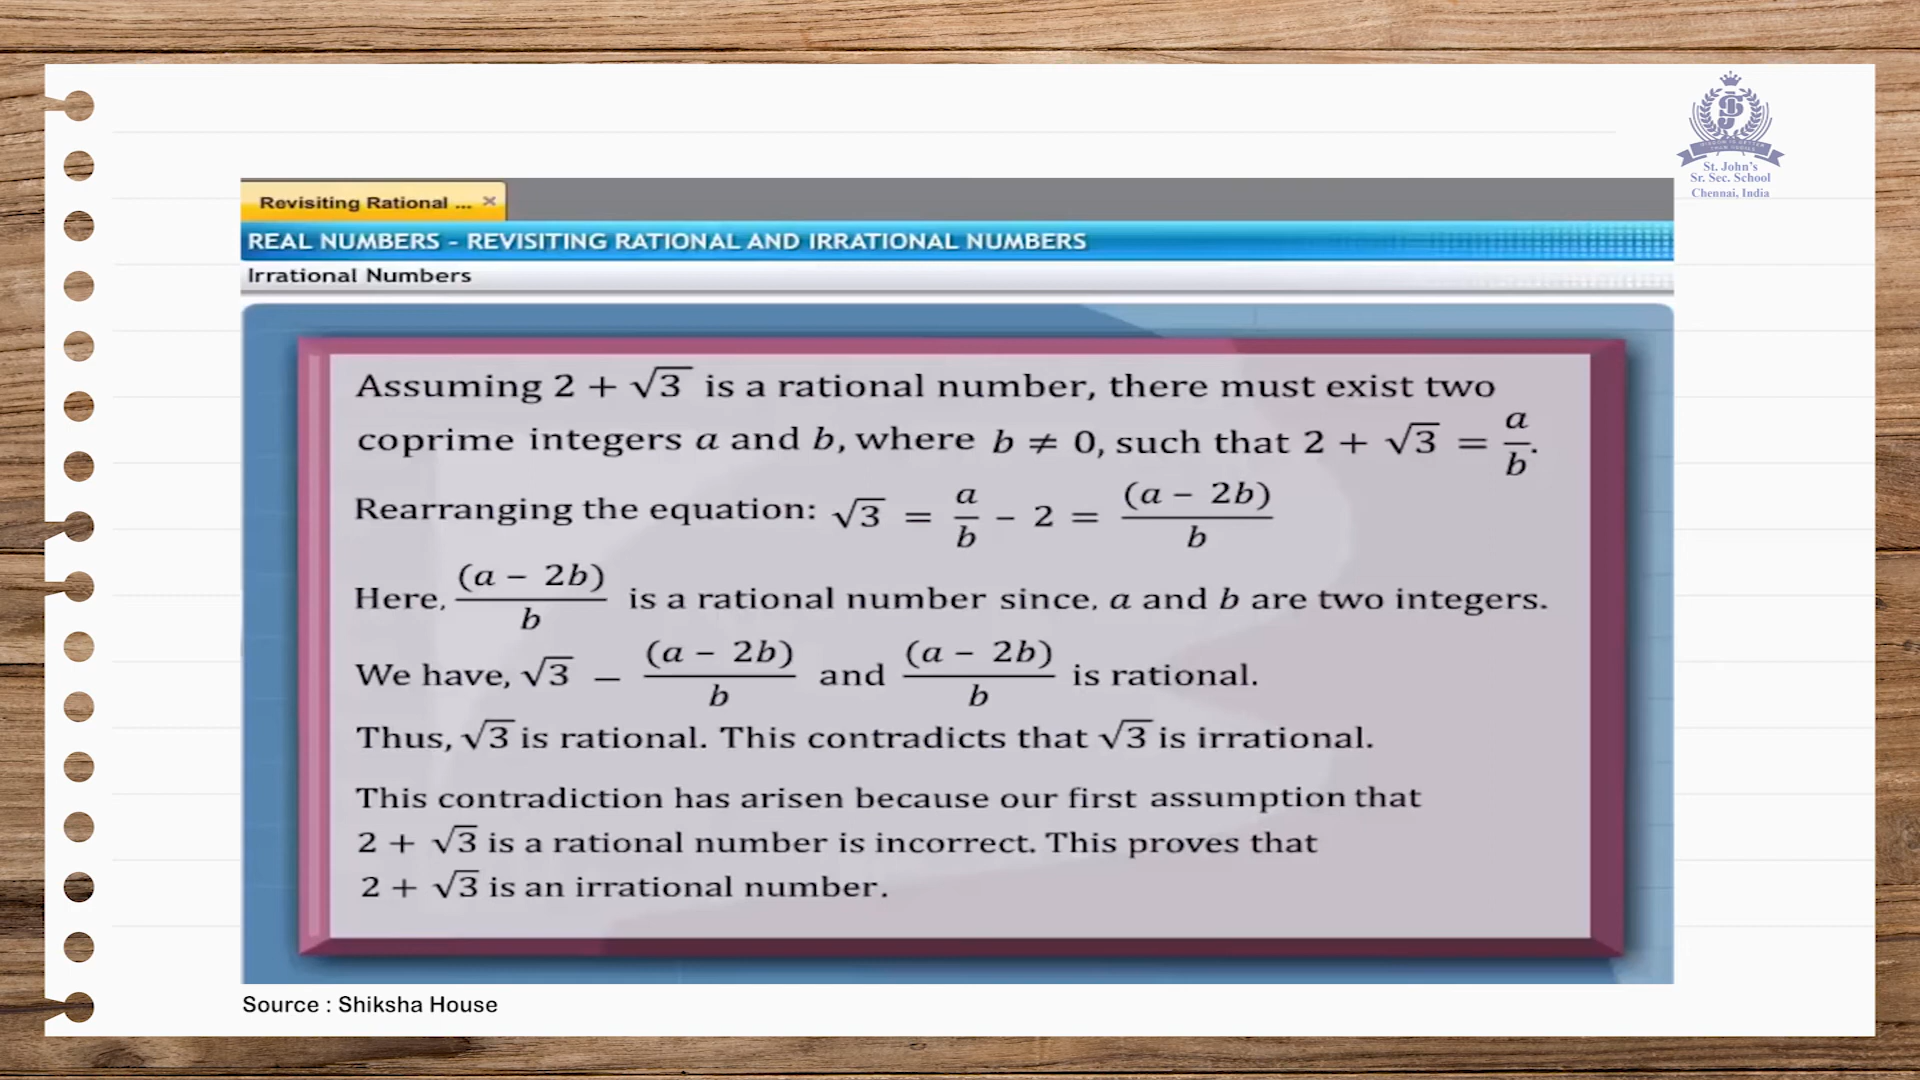 St. John's
Sr. Sec. School
Chennai, India
Revisiting Rational ... ×
REAL NUMBERS – REVISITING RATIONAL AND IRRATIONAL NUMBERS
Irrational Numbers
Assuming 2 + √3 is a rational number, there must exist two
coprime integers a and b, where b ≠ 0, such that 2 + √3 = a/b.
Rearranging the equation: √3 = a/b – 2 = (a – 2b)/b
Here, (a – 2b)/b is a rational number since, a and b are two integers.
We have, √3 – (a – 2b)/b and (a – 2b)/b is rational.
Thus, √3 is rational. This contradicts that √3 is irrational.
This contradiction has arisen because our first assumption that
2 + √3 is a rational number is incorrect. This proves that
2 + √3 is an irrational number.
Source : Shiksha House